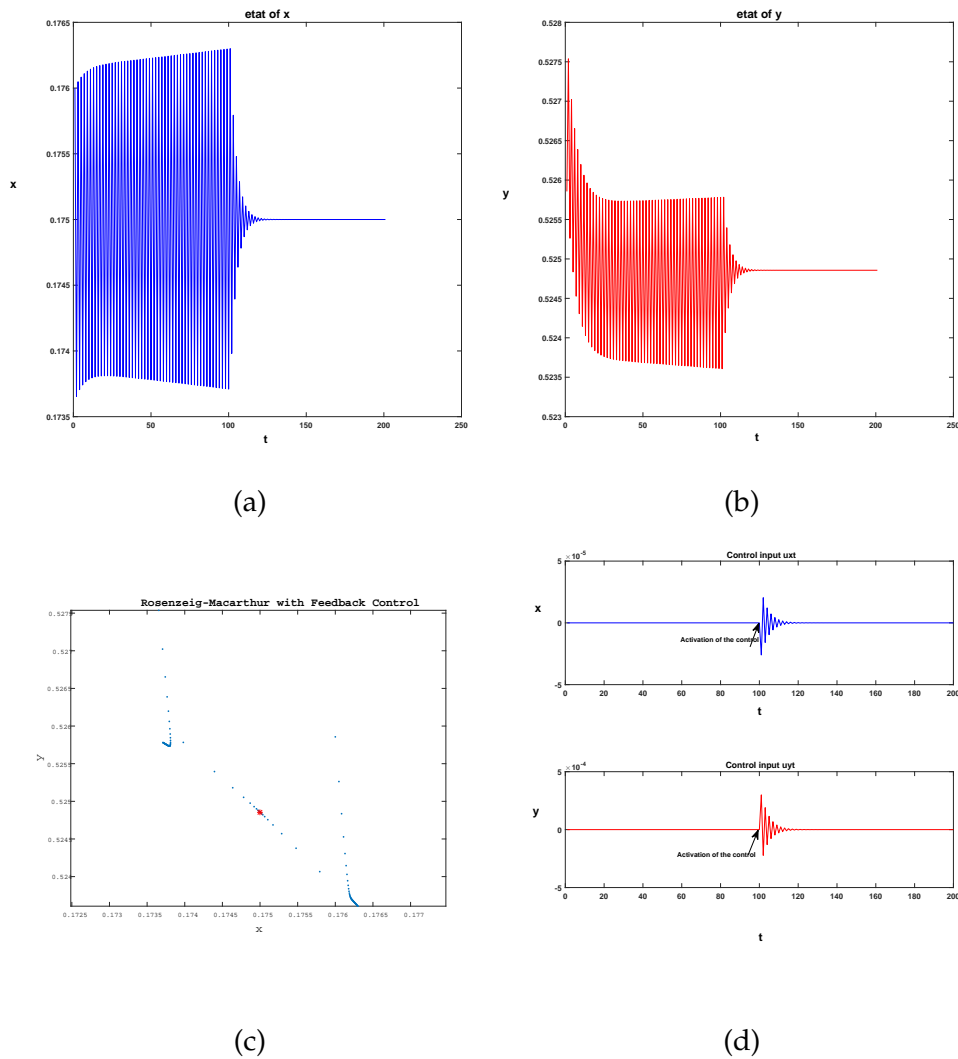 etat of x
0.1765
0.176
0.1755
x
0.175
0.1745
0.174
0.1735
0 50 100 150 200 250
t
(a)
etat of y
0.528
0.5275
0.527
0.5265
0.526
y
0.5255
0.525
0.5245
0.524
0.5235
0.523
0 50 100 150 200 250
t
(b)
Rosenzeig-Macarthur with Feedback Control
0.5275
0.527
0.5265
0.526
y
0.5255
0.525
0.5245
0.524
0.1725 0.173 0.1735 0.174 0.1745 0.175 0.1755 0.176 0.1765 0.177
x
(c)
Control input uxt
5 × 10-5
x
0
Activation of the control
-5
0 20 40 60 80 100 120 140 160 180 200
t
Control input uyt
5 × 10-4
y
0
Activation of the control
-5
0 20 40 60 80 100 120 140 160 180 200
t
(d)